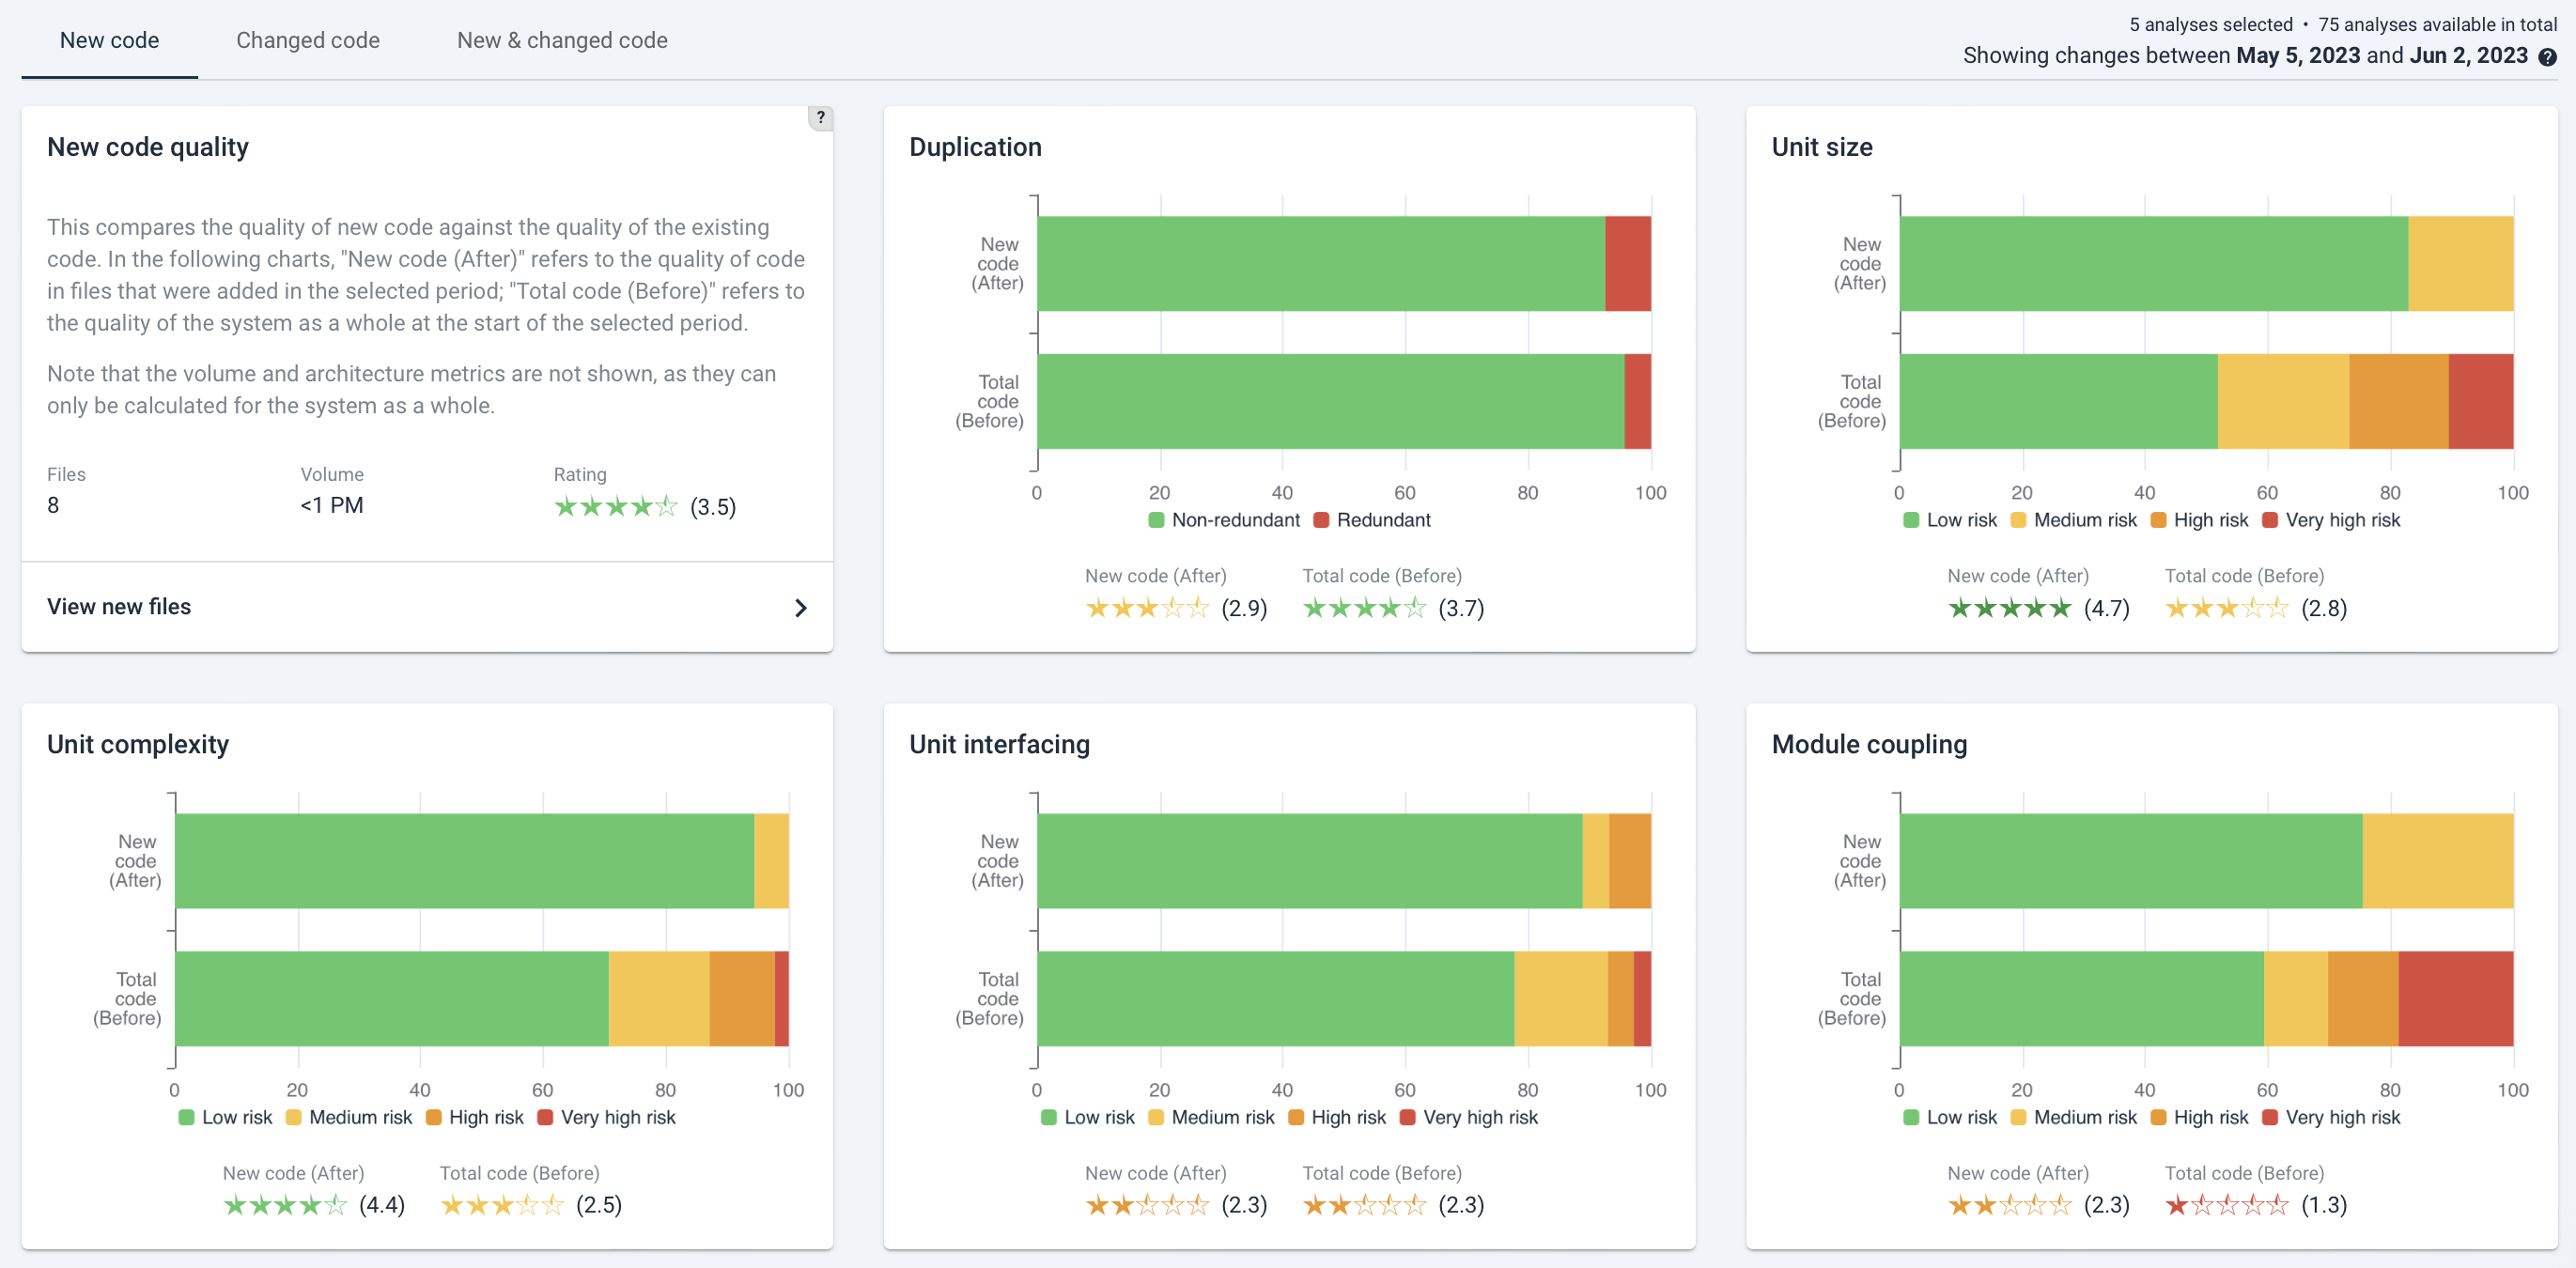 New code
Changed code
New & changed code
5 analyses selected • 75 analyses available in total
Showing changes between May 5, 2023 and Jun 2, 2023 ?
New code quality
?
This compares the quality of new code against the quality of the existing
code. In the following charts, "New code (After)" refers to the quality of code
in files that were added in the selected period; "Total code (Before)" refers to
the quality of the system as a whole at the start of the selected period.
Note that the volume and architecture metrics are not shown, as they can
only be calculated for the system as a whole.
Files Volume Rating
8 <1 PM (3.5)
View new files
Duplication
New
code
(After)
Total
code
(Before)
0 20 40 60 80 100
Non-redundant Redundant
New code (After) Total code (Before)
(2.9) (3.7)
Unit size
New
code
(After)
Total
code
(Before)
0 20 40 60 80 100
Low risk Medium risk High risk Very high risk
New code (After) Total code (Before)
(4.7) (2.8)
Unit complexity
New
code
(After)
Total
code
(Before)
0 20 40 60 80 100
Low risk Medium risk High risk Very high risk
New code (After) Total code (Before)
(4.4) (2.5)
Unit interfacing
New
code
(After)
Total
code
(Before)
0 20 40 60 80 100
Low risk Medium risk High risk Very high risk
New code (After) Total code (Before)
(2.3) (2.3)
Module coupling
New
code
(After)
Total
code
(Before)
0 20 40 60 80 100
Low risk Medium risk High risk Very high risk
New code (After) Total code (Before)
(2.3) (1.3)